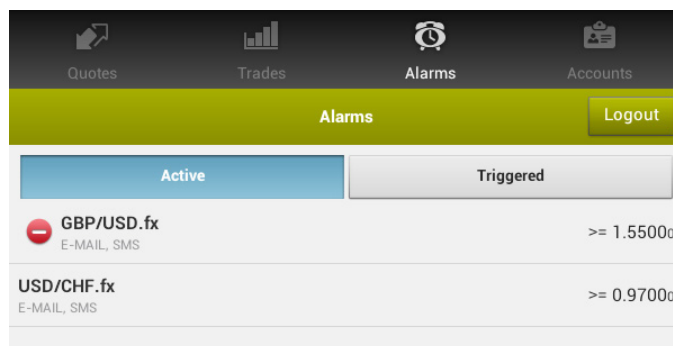 Quotes Trades Alarms Accounts
Alarms Logout
Active Triggered
GBP/USD.fx
E-MAIL, SMS
>= 1.5500
USD/CHF.fx
E-MAIL, SMS
>= 0.9700